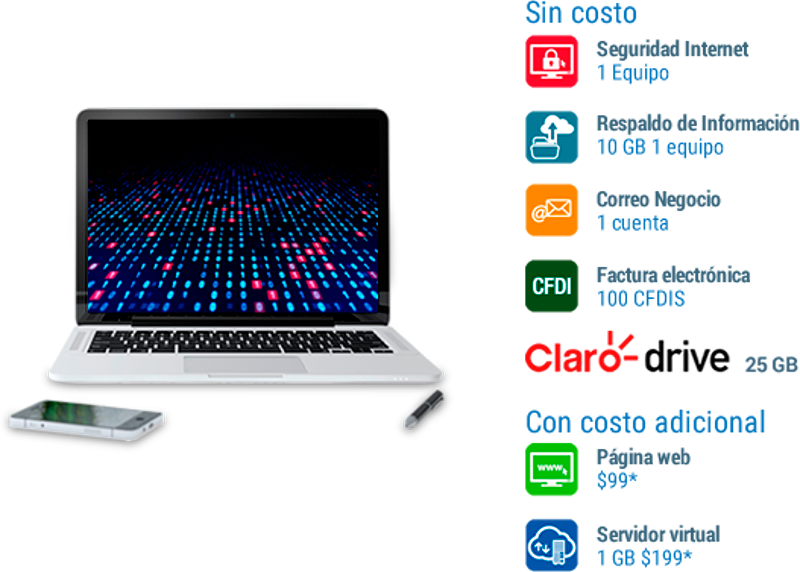 Sin costo
Seguridad Internet
1 Equipo
Respaldo de Información
10 GB 1 equipo
@
Correo Negocio
1 cuenta
CFDI
Factura electrónica
100 CFDIS
Claro drive 25 GB
Con costo adicional
www
Página web
$99*
Servidor virtual
1 GB $199*